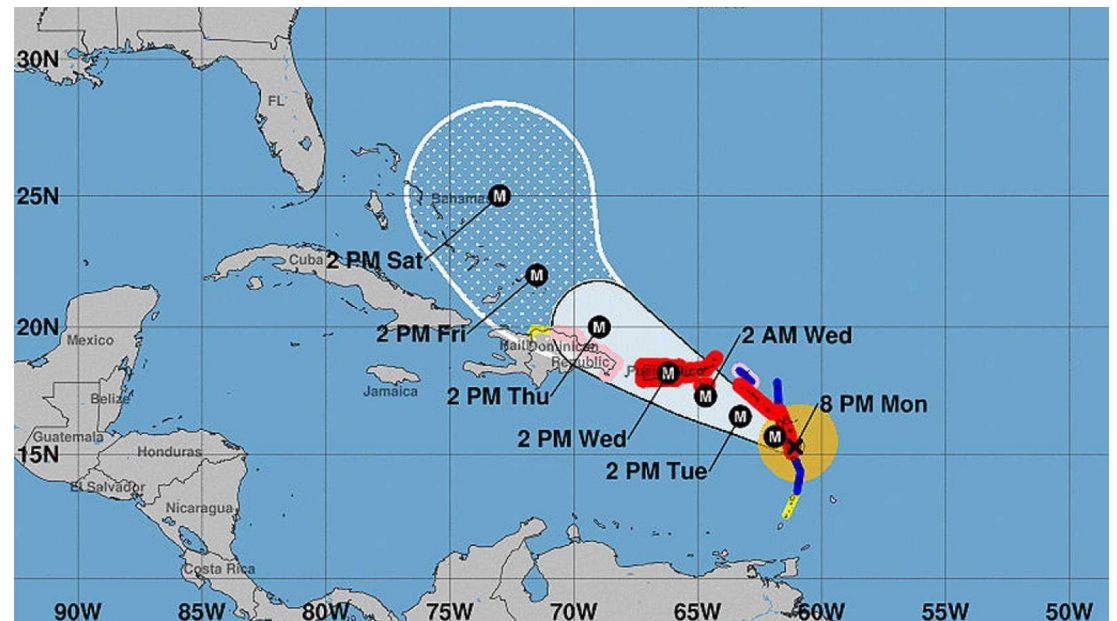 30N
FL
25N
Bahamas
Cuba
2 PM Sat
M
M
20N
2 PM Fri
M
Mexico
Haiti
Dominican
Republic
2 AM Wed
Jamaica
2 PM Thu
Puerto Rico
M
M
Belize
8 PM Mon
M
2 PM Wed
M
Guatemala
15N
Honduras
2 PM Tue
El Salvador
Nicaragua
Costa Rica
90W
85W
80W
75W
70W
65W
60W
55W
50W